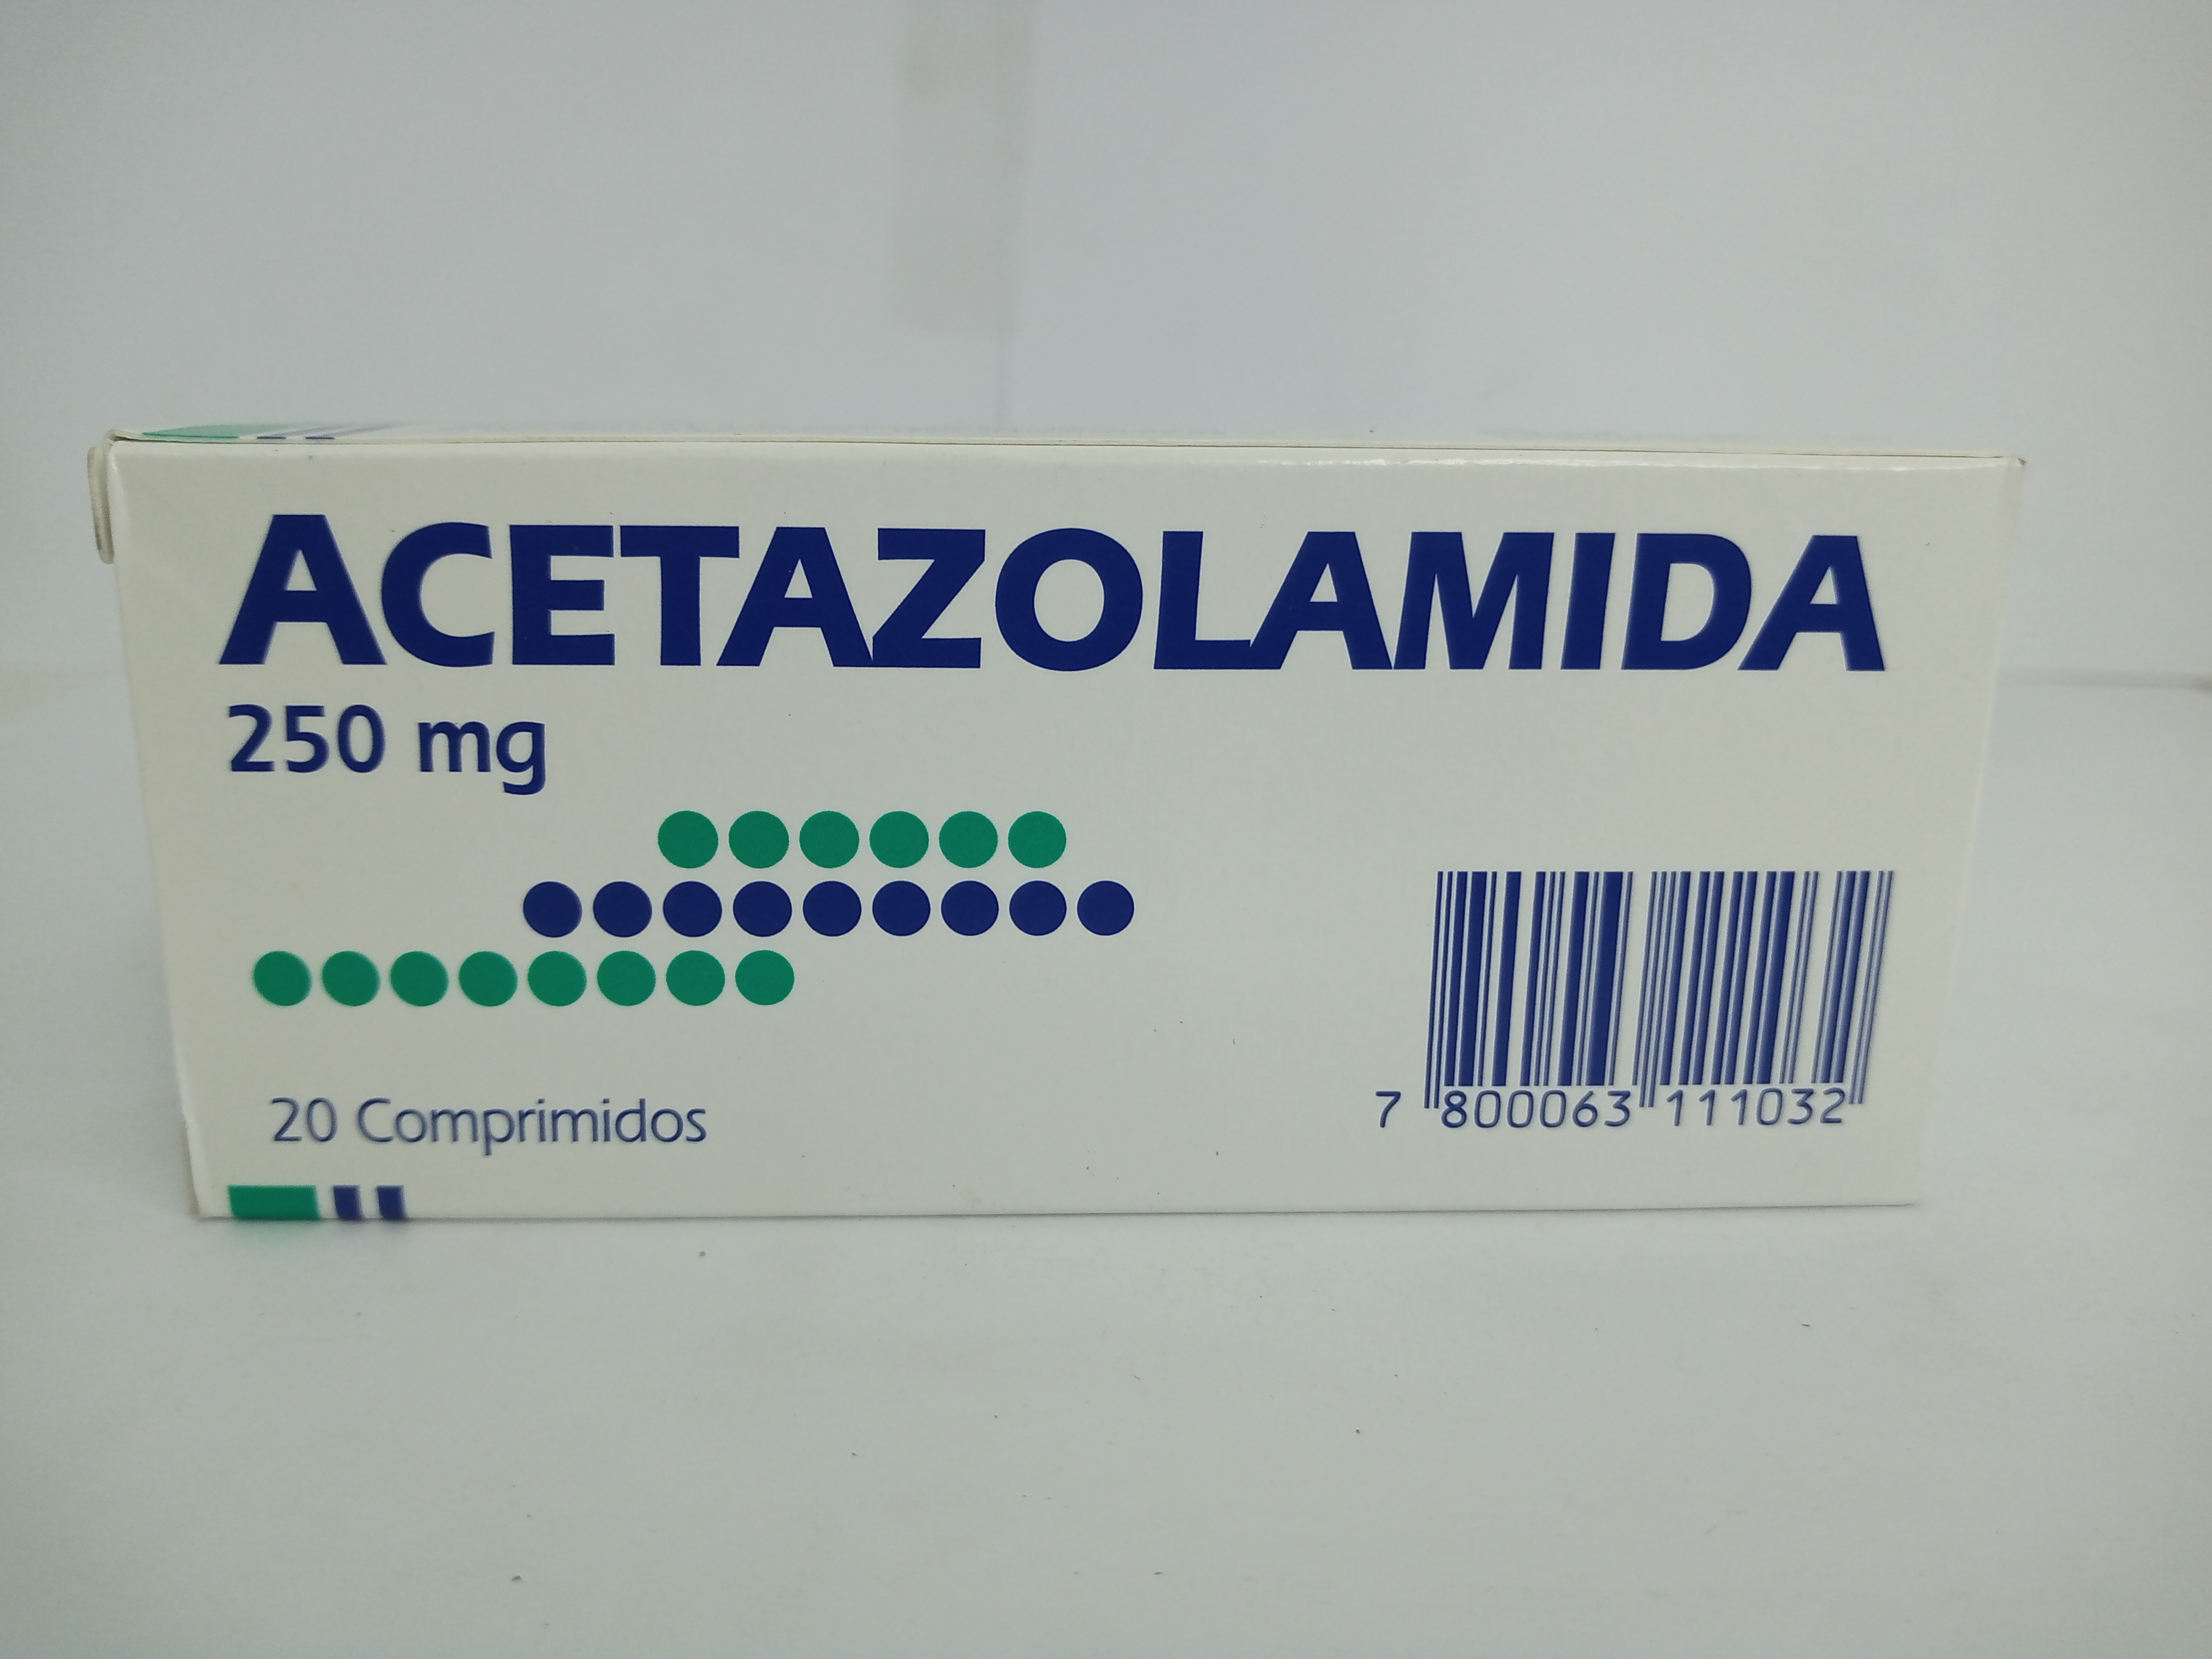 ACETAZOLAMIDA
250 mg
20 Comprimidos
7 800063 111032